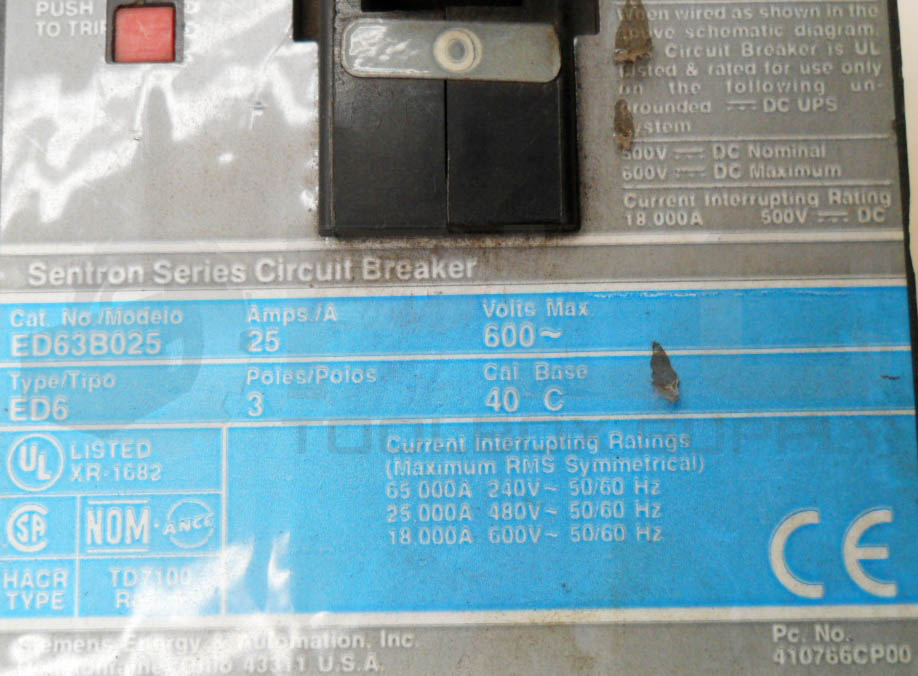 PUSH
TO TRIP
When wired as shown in the
above schematic diagram
Circuit Breaker is UL
Listed & rated for use only
on the following un-
grounded ⎓ DC UPS
System
500V ⎓ DC Nominal
600V ⎓ DC Maximum
Current Interrupting Rating
18.000A 500V ⎓ DC
Sentron Series Circuit Breaker
Cat. No./Modelo Amps./A Volts Max.
ED63B025 25 600~
Type/Tipo Poles/Polos Cal Base
ED6 3 40 C
UL LISTED
XR-1682
Current Interrupting Ratings
(Maximum RMS Symmetrical)
65.000A 240V~ 50/60 Hz
25.000A 480V~ 50/60 Hz
18.000A 600V~ 50/60 Hz
SA NOM · ANCE
CE
HACR
TYPE
TD7100
Siemens Energy & Automation, Inc.
Ohio 43311 U.S.A.
Pc. No.
410766CP00
TOOLBOX SUPPLY